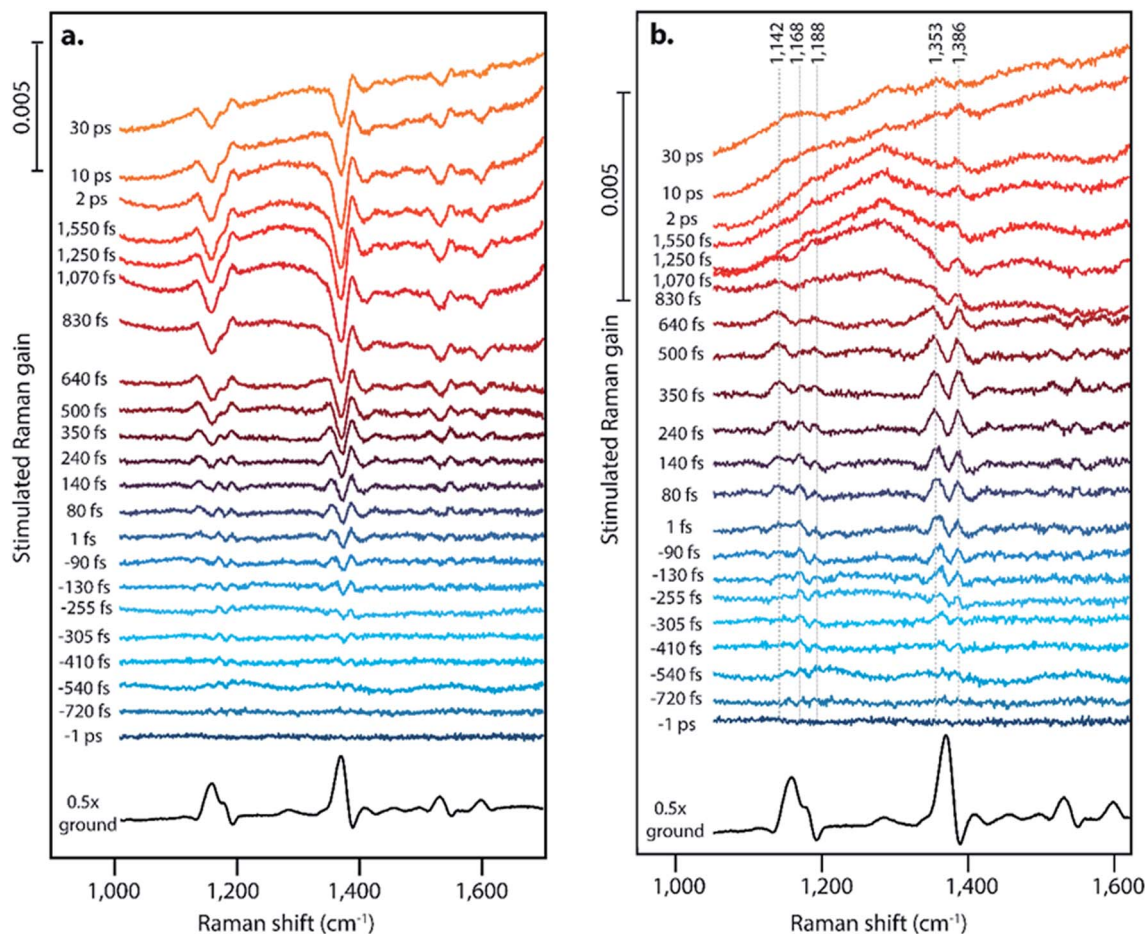 a.
0.005
Stimulated Raman gain
30 ps
10 ps
2 ps
1,550 fs
1,250 fs
1,070 fs
830 fs
640 fs
500 fs
350 fs
240 fs
140 fs
80 fs
1 fs
-90 fs
-130 fs
-255 fs
-305 fs
-410 fs
-540 fs
-720 fs
-1 ps
0.5x
ground
1,000 1,200 1,400 1,600
Raman shift (cm⁻¹)
b.
1,142
1,168
1,188
1,353
1,386
0.005
Stimulated Raman gain
30 ps
10 ps
2 ps
1,550 fs
1,250 fs
1,070 fs
830 fs
640 fs
500 fs
350 fs
240 fs
140 fs
80 fs
1 fs
-90 fs
-130 fs
-255 fs
-305 fs
-410 fs
-540 fs
-720 fs
-1 ps
0.5x
ground
1,000 1,200 1,400 1,600
Raman shift (cm⁻¹)